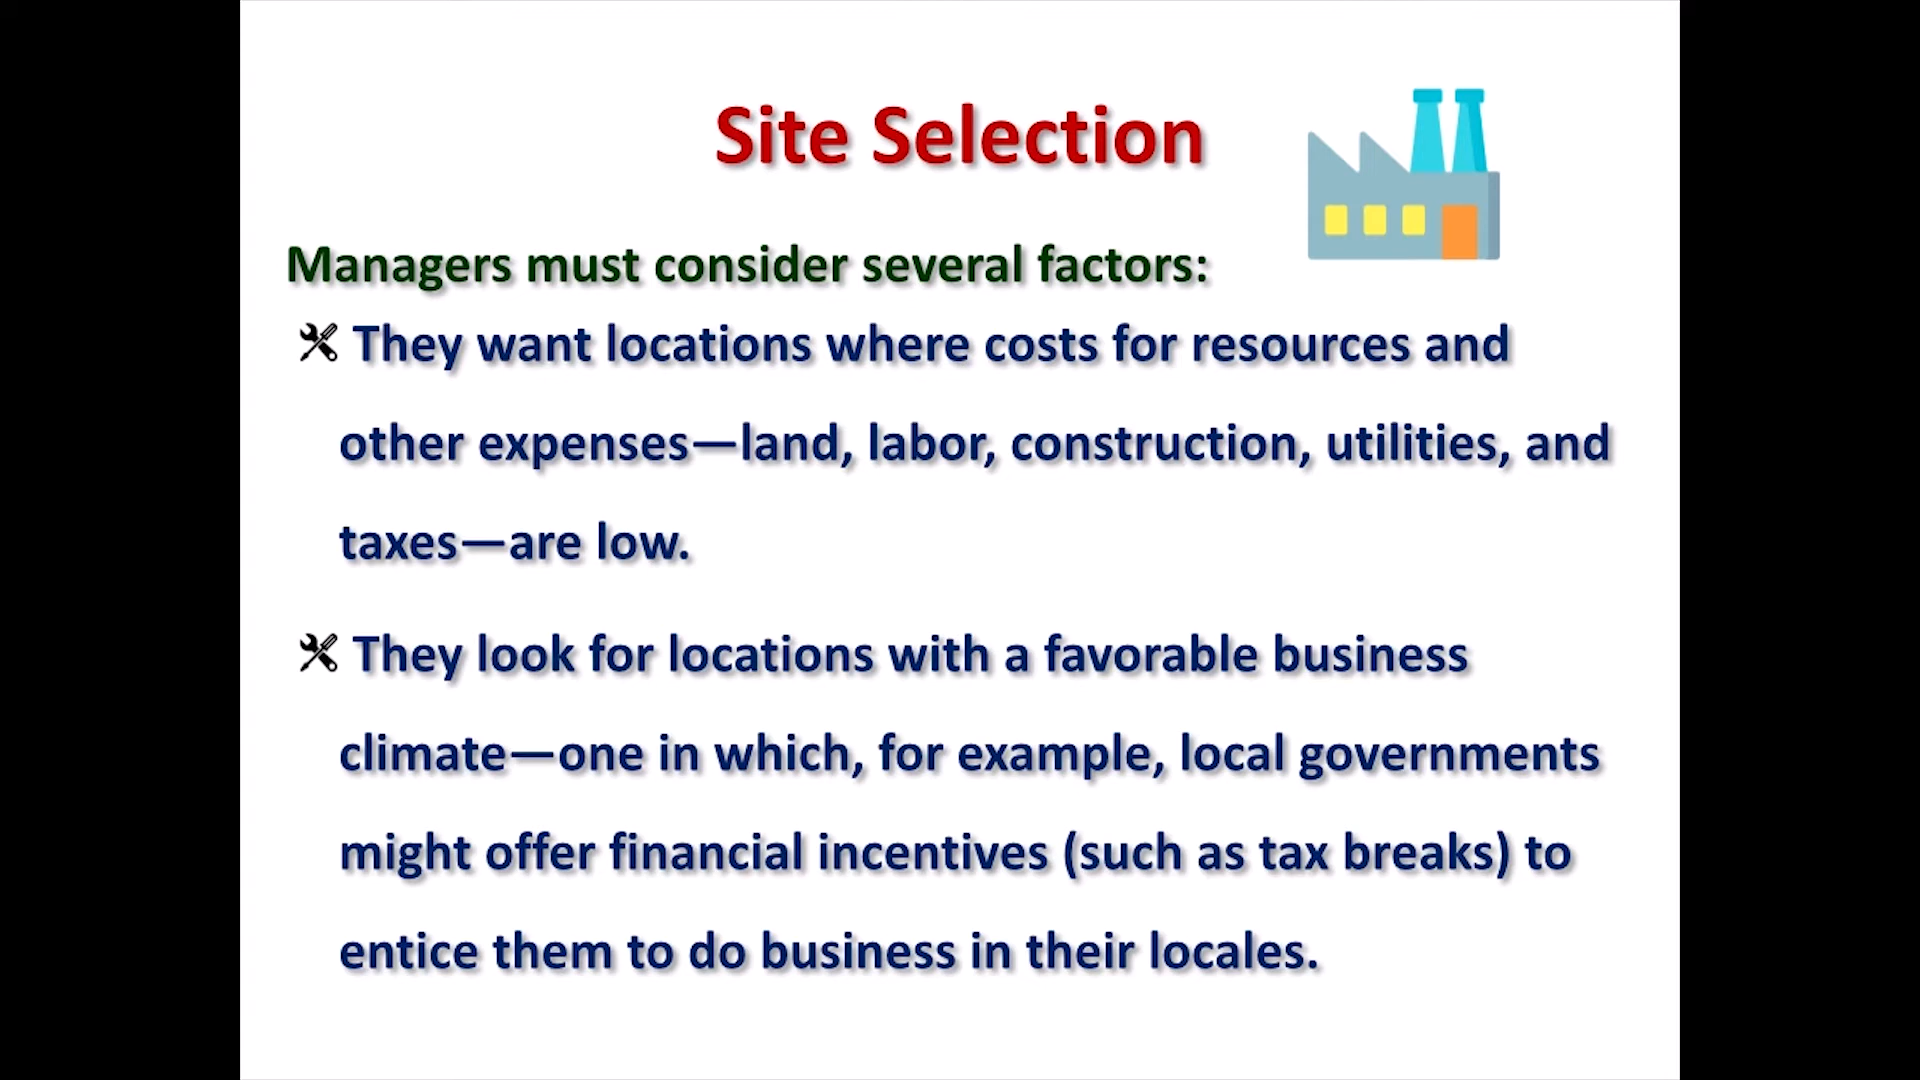 Site Selection
Managers must consider several factors:
They want locations where costs for resources and
other expenses—land, labor, construction, utilities, and
taxes—are low.
They look for locations with a favorable business
climate—one in which, for example, local governments
might offer financial incentives (such as tax breaks) to
entice them to do business in their locales.